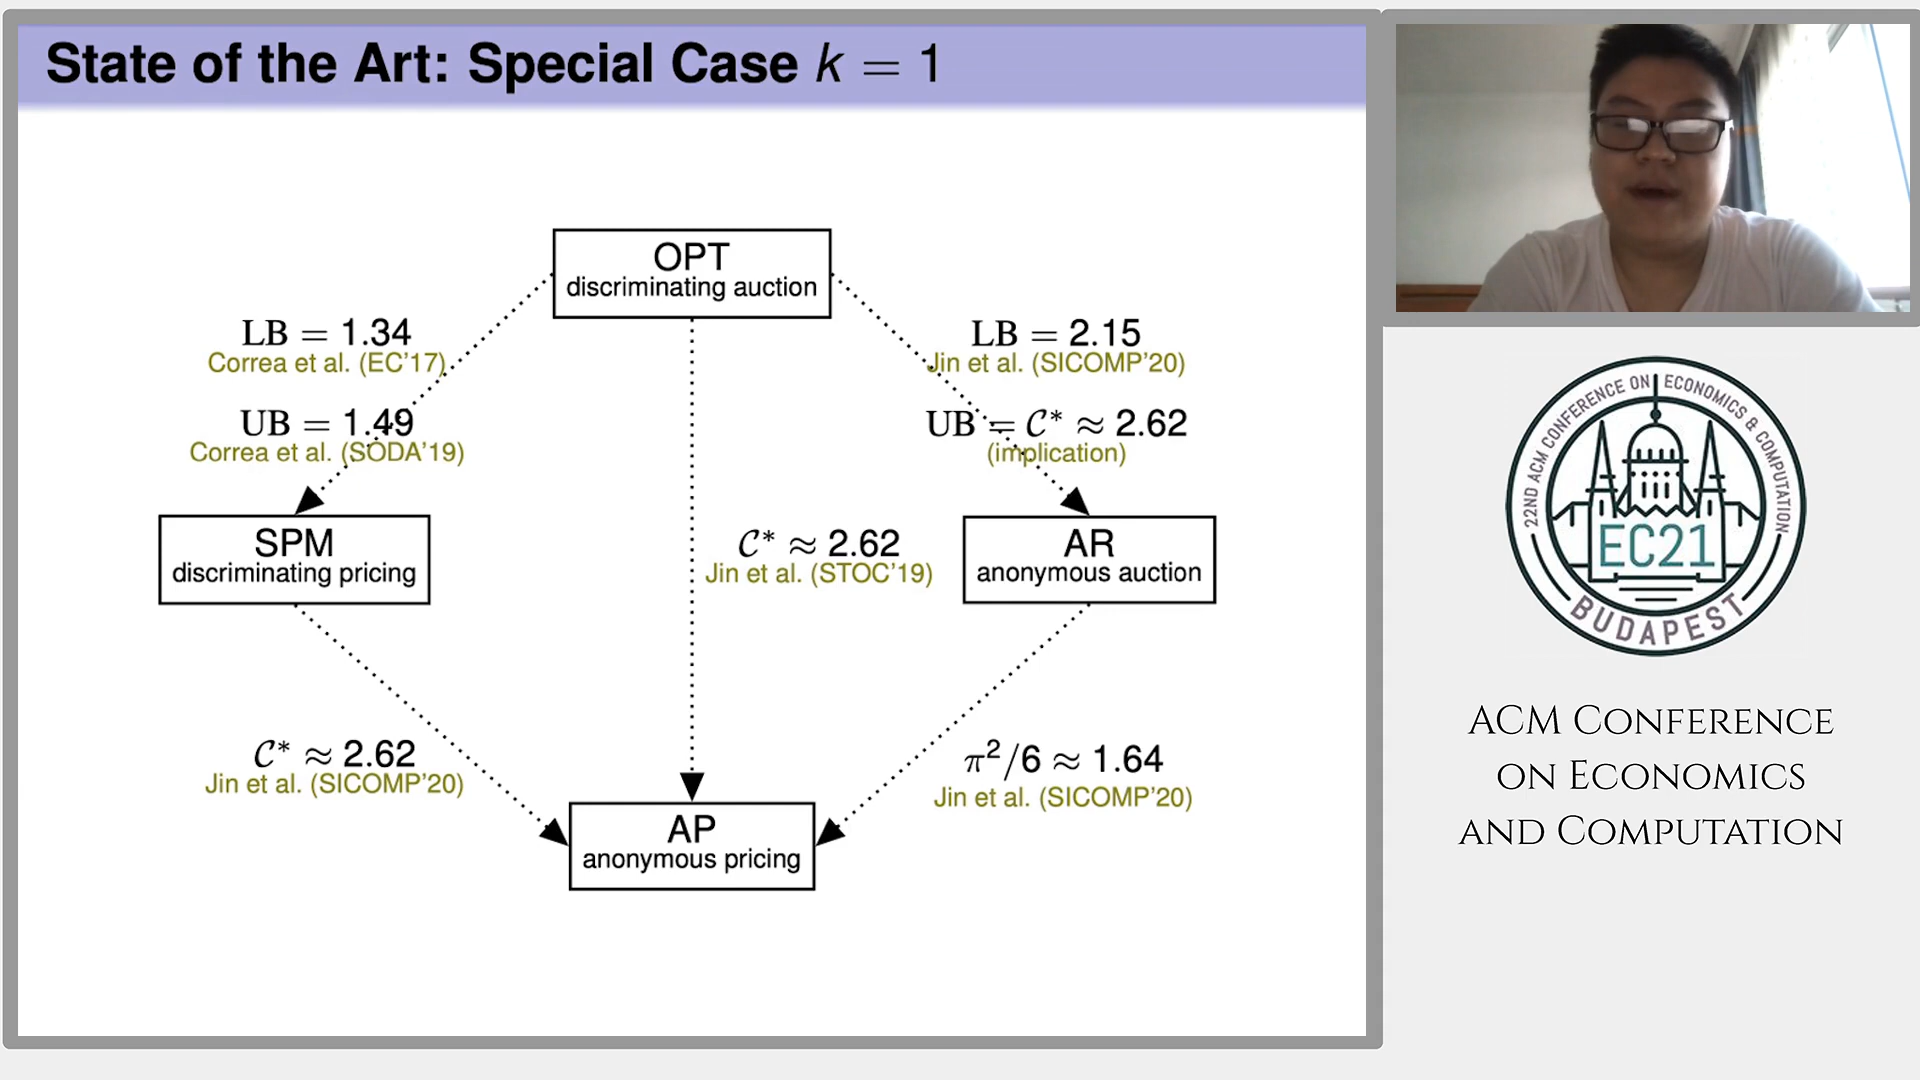 State of the Art: Special Case k = 1
OPT
discriminating auction
LB = 1.34
Correa et al. (EC'17)
UB = 1.49
Correa et al. (SODA'19)
LB = 2.15
Jin et al. (SICOMP'20)
UB = C* ≈ 2.62
(implication)
SPM
discriminating pricing
C* ≈ 2.62
Jin et al. (STOC'19)
AR
anonymous auction
C* ≈ 2.62
Jin et al. (SICOMP'20)
π²/6 ≈ 1.64
Jin et al. (SICOMP'20)
AP
anonymous pricing
22ND ACM CONFERENCE ON ECONOMICS & COMPUTATION
EC21
BUDAPEST
ACM Conference
on Economics
and Computation